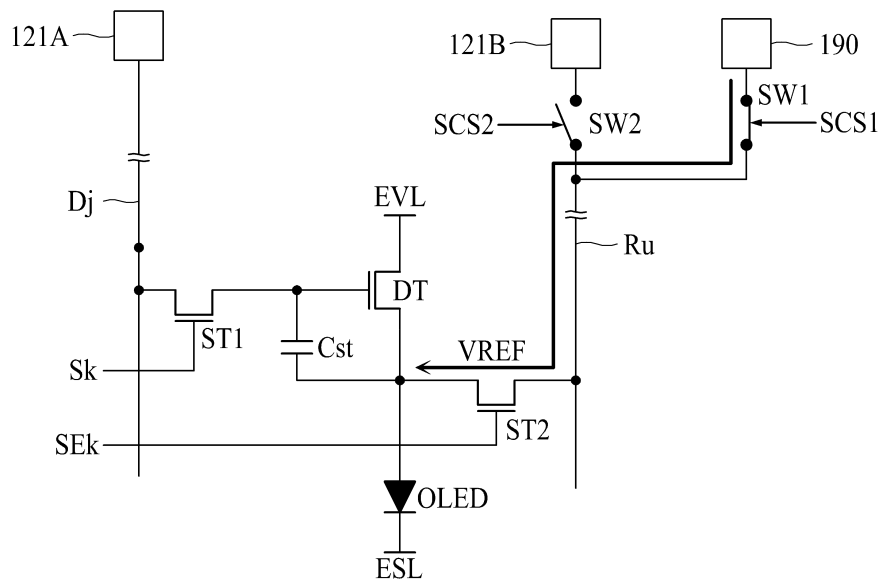 121A
121B
190
SW1
SCS2
SW2
SCS1
EVL
Dj
Ru
DT
ST1
Cst
VREF
Sk
ST2
SEk
OLED
ESL